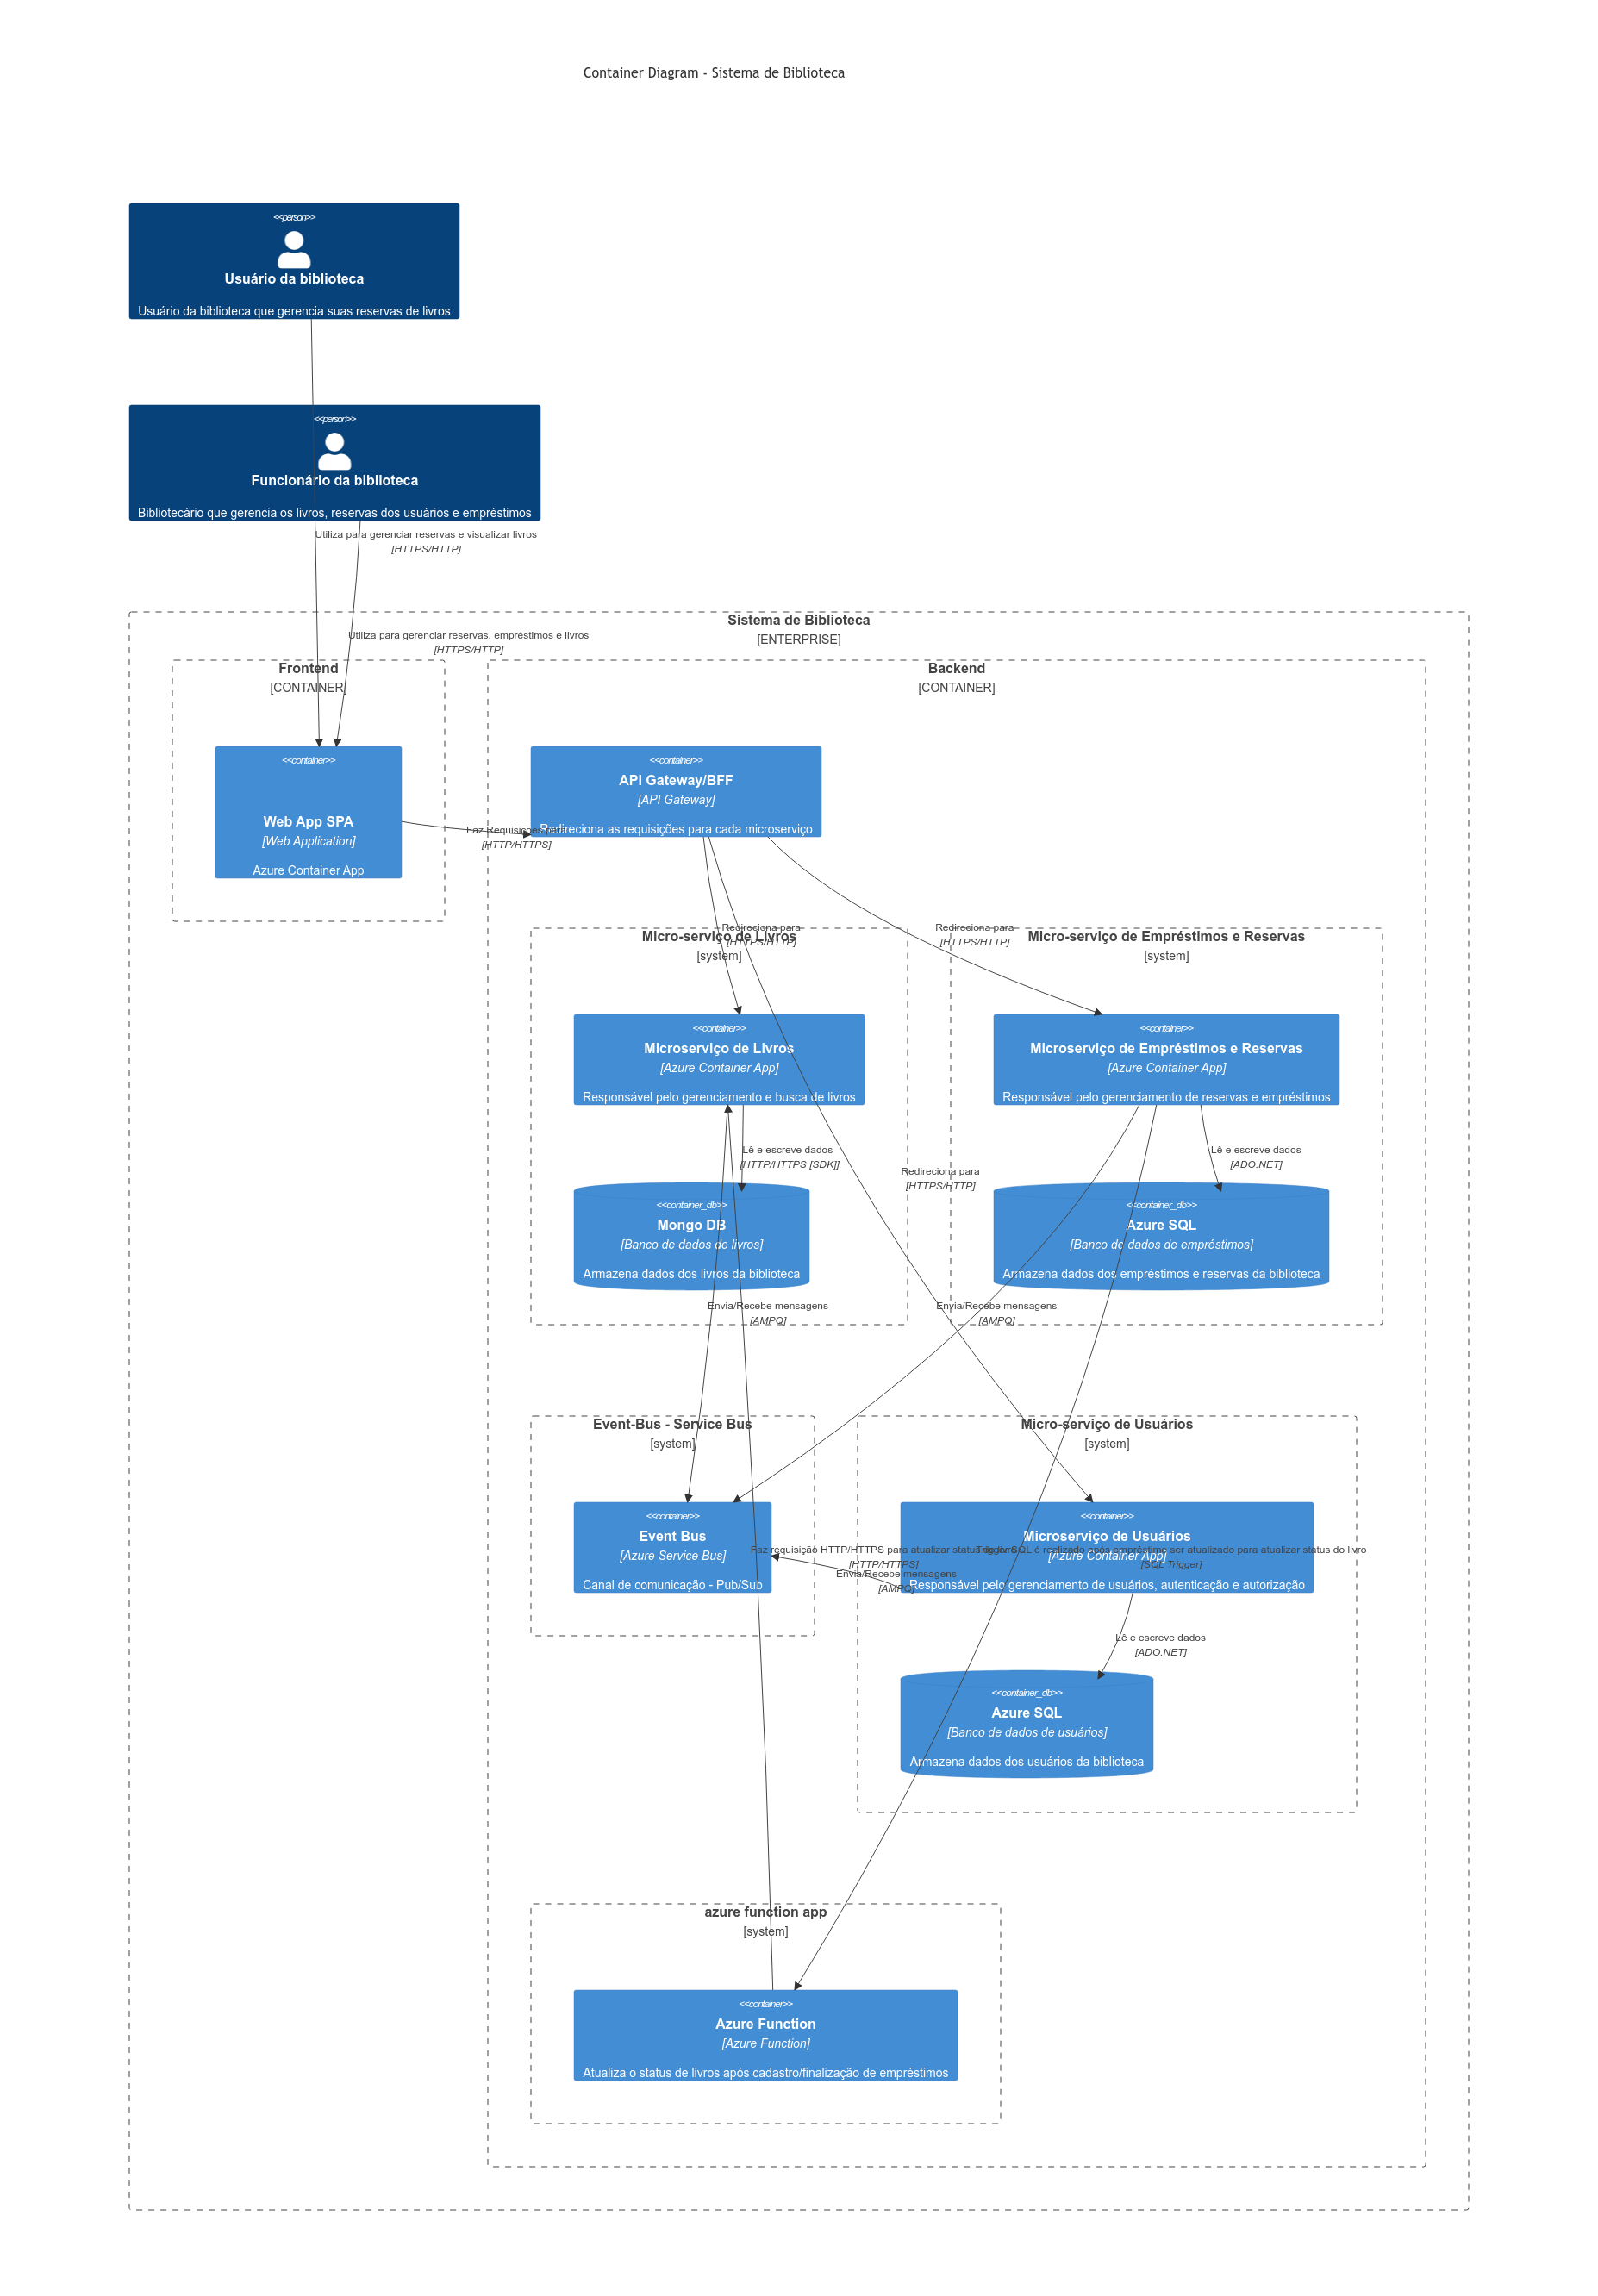 Container Diagram - Sistema de Biblioteca
<<person>>
Usuário da biblioteca
Usuário da biblioteca que gerencia suas reservas de livros
<<person>>
Funcionário da biblioteca
Bibliotecário que gerencia os livros, reservas dos usuários e empréstimos
Utiliza para gerenciar reservas e visualizar livros
[HTTPS/HTTP]
Sistema de Biblioteca
[ENTERPRISE]
Utiliza para gerenciar reservas, empréstimos e livros
[HTTPS/HTTP]
Frontend
[CONTAINER]
Backend
[CONTAINER]
<<container>>
Web App SPA
[Web Application]
Azure Container App
Faz Requisições para
[HTTP/HTTPS]
<<container>>
API Gateway/BFF
[API Gateway]
Redireciona as requisições para cada microserviço
Redireciona para
[HTTPS/HTTP]
Redireciona para
[HTTPS/HTTP]
Micro-serviço de Livros
[system]
Micro-serviço de Empréstimos e Reservas
[system]
<<container>>
Microserviço de Livros
[Azure Container App]
Responsável pelo gerenciamento e busca de livros
<<container>>
Microserviço de Empréstimos e Reservas
[Azure Container App]
Responsável pelo gerenciamento de reservas e empréstimos
Lê e escreve dados
[HTTP/HTTPS [SDK]]
Redireciona para
[HTTPS/HTTP]
Lê e escreve dados
[ADO.NET]
<<container_db>>
Mongo DB
[Banco de dados de livros]
Armazena dados dos livros da biblioteca
<<container_db>>
Azure SQL
[Banco de dados de empréstimos]
Armazena dados dos empréstimos e reservas da biblioteca
Envia/Recebe mensagens
[AMPQ]
Envia/Recebe mensagens
[AMPQ]
Event-Bus - Service Bus
[system]
Micro-serviço de Usuários
[system]
<<container>>
Event Bus
[Azure Service Bus]
Canal de comunicação - Pub/Sub
<<container>>
Microserviço de Usuários
[Azure Container App]
Responsável pelo gerenciamento de usuários, autenticação e autorização
Faz requisição HTTP/HTTPS para atualizar status do livro
[HTTP/HTTPS]
Trigger SQL é realizado após empréstimo ser atualizado para atualizar status do livro
[SQL Trigger]
Envia/Recebe mensagens
[AMPQ]
Lê e escreve dados
[ADO.NET]
<<container_db>>
Azure SQL
[Banco de dados de usuários]
Armazena dados dos usuários da biblioteca
azure function app
[system]
<<container>>
Azure Function
[Azure Function]
Atualiza o status de livros após cadastro/finalização de empréstimos